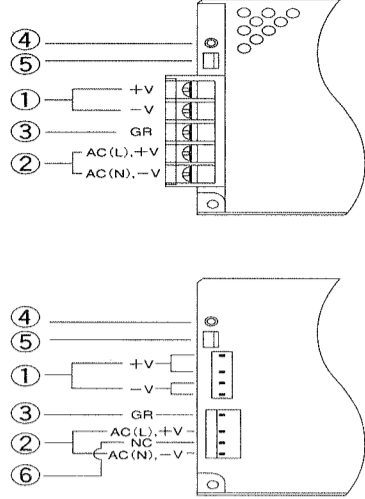 ④
⑤
① +V
−V
③ GR
② AC(L),+V
AC(N),−V
④
⑤
① +V
−V
③ GR
② AC(L),+V
NC
AC(N),−V
⑥